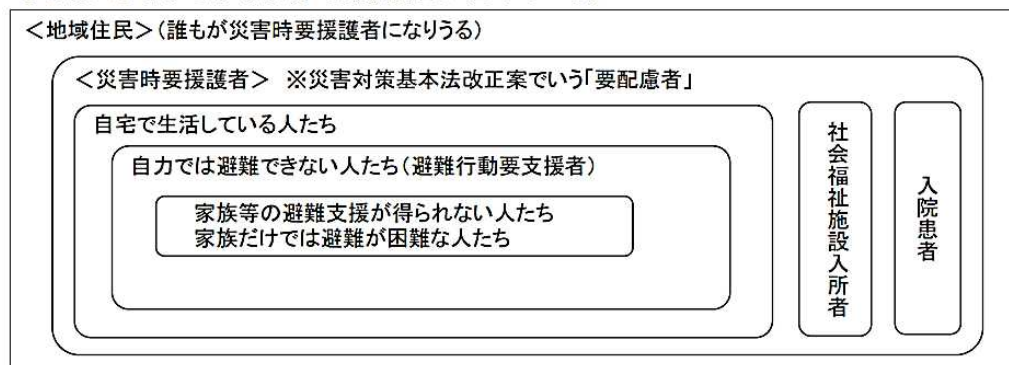 <地域住民>(誰もが災害時要援護者になりうる)
<災害時要援護者> ※災害対策基本法改正案でいう「要配慮者」
自宅で生活している人たち
自力では避難できない人たち(避難行動要支援者)
家族等の避難支援が得られない人たち
家族だけでは避難が困難な人たち
社会福祉施設入所者
入院患者